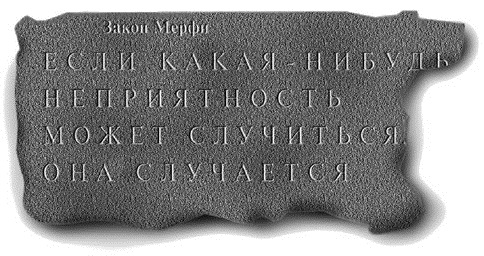 Закон Мерфи
ЕСЛИ КАКАЯ-НИБУДЬ
НЕПРИЯТНОСТЬ
МОЖЕТ СЛУЧИТЬСЯ,
ОНА СЛУЧАЕТСЯ